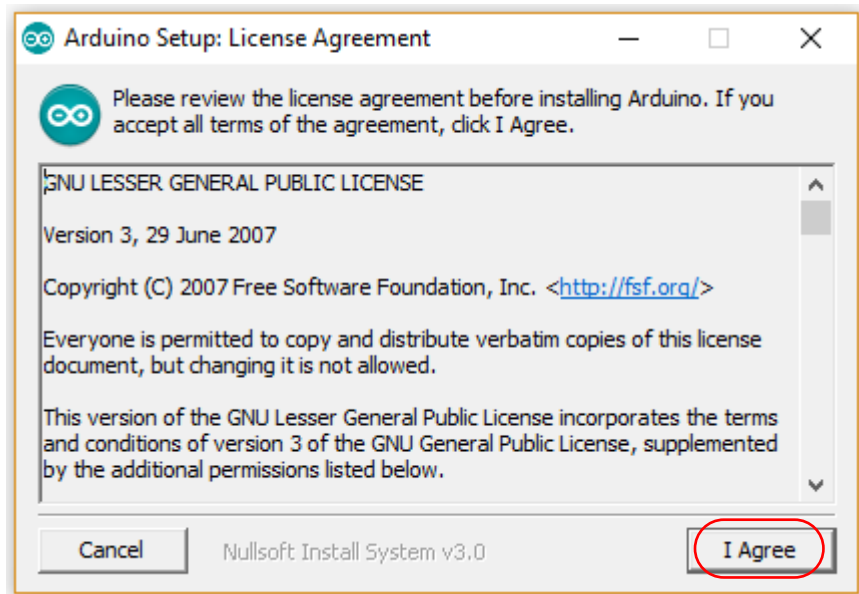 Arduino Setup: License Agreement
Please review the license agreement before installing Arduino. If you
accept all terms of the agreement, click I Agree.
GNU LESSER GENERAL PUBLIC LICENSE
Version 3, 29 June 2007
Copyright (C) 2007 Free Software Foundation, Inc. <http://fsf.org/>
Everyone is permitted to copy and distribute verbatim copies of this license
document, but changing it is not allowed.
This version of the GNU Lesser General Public License incorporates the terms
and conditions of version 3 of the GNU General Public License, supplemented
by the additional permissions listed below.
Cancel
Nullsoft Install System v3.0
I Agree